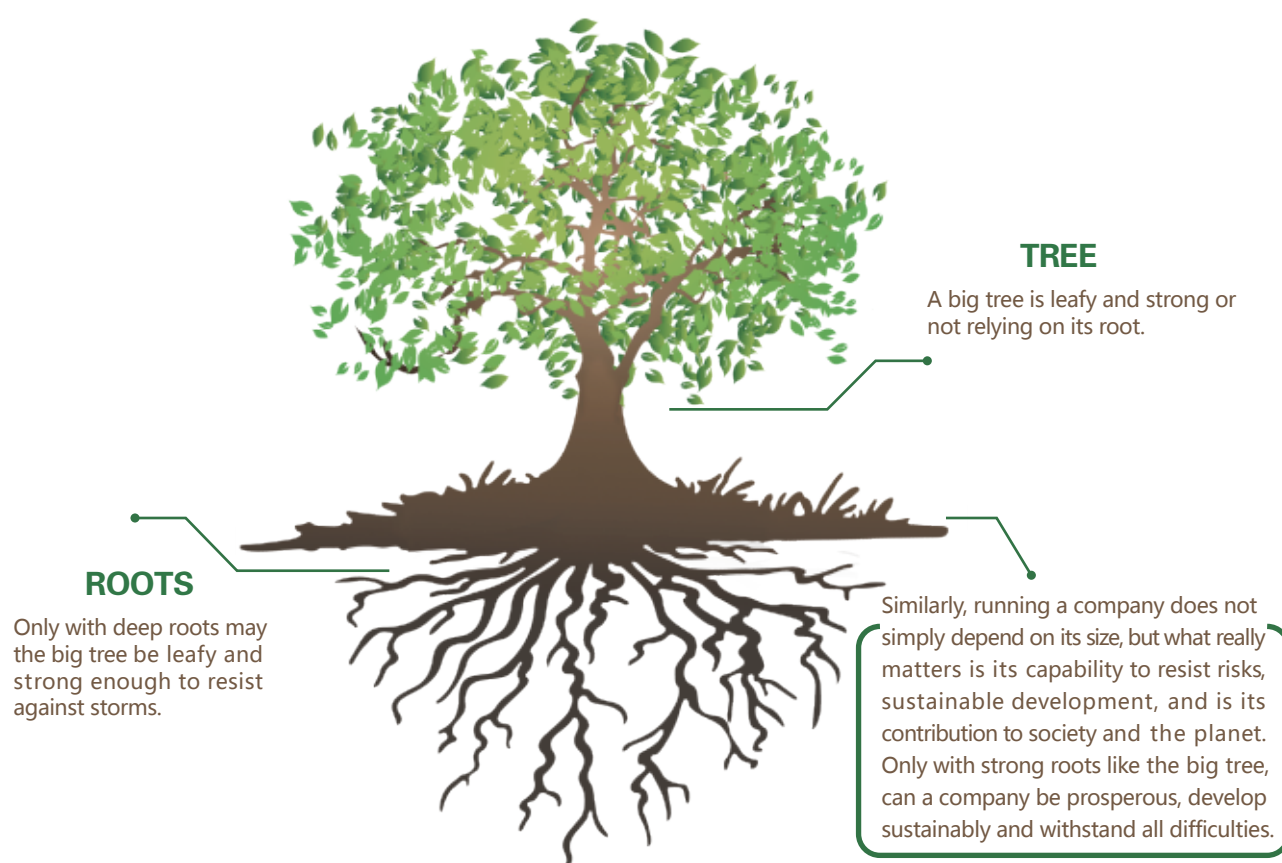 TREE
A big tree is leafy and strong or
not relying on its root.
ROOTS
Only with deep roots may
the big tree be leafy and
strong enough to resist
against storms.
Similarly, running a company does not
simply depend on its size, but what really
matters is its capability to resist risks,
sustainable development, and is its
contribution to society and the planet.
Only with strong roots like the big tree,
can a company be prosperous, develop
sustainably and withstand all difficulties.